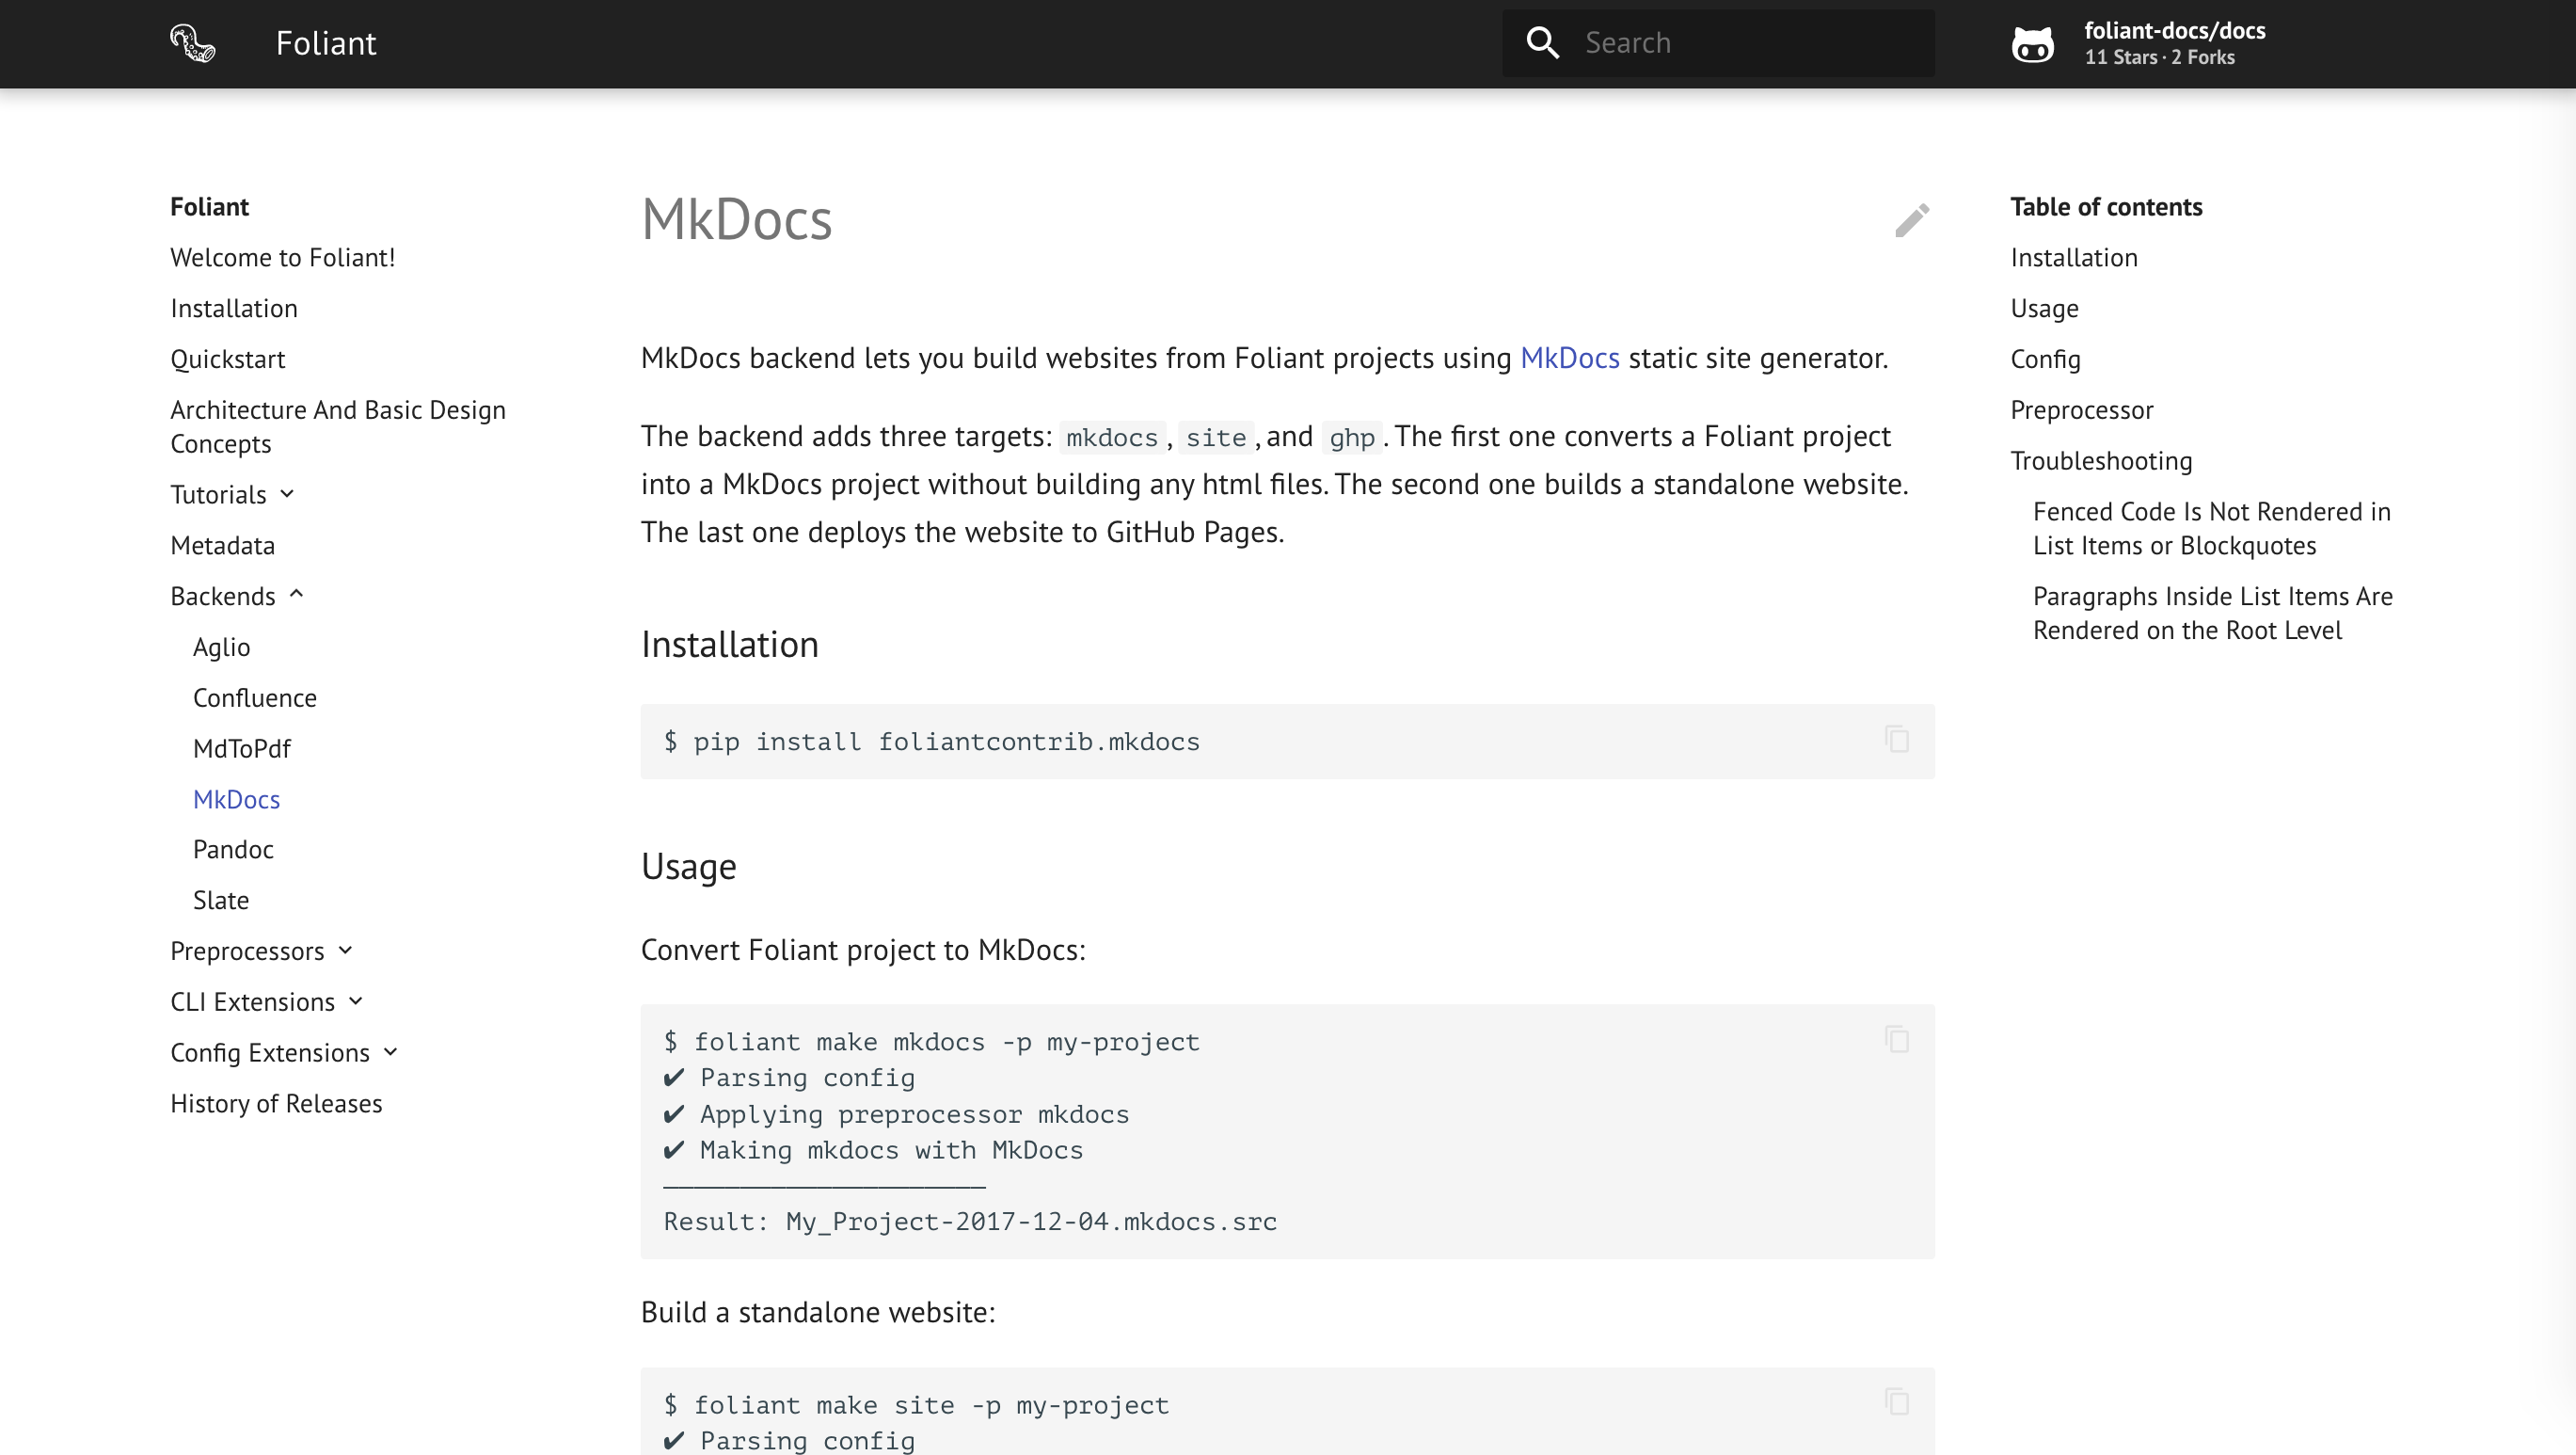 Foliant
Search
foliant-docs/docs
11 Stars · 2 Forks
Foliant
Welcome to Foliant!
Installation
Quickstart
Architecture And Basic Design
Concepts
Tutorials
Metadata
Backends
Aglio
Confluence
MdToPdf
MkDocs
Pandoc
Slate
Preprocessors
CLI Extensions
Config Extensions
History of Releases
MkDocs
MkDocs backend lets you build websites from Foliant projects using MkDocs static site generator.
The backend adds three targets: mkdocs, site, and ghp. The first one converts a Foliant project
into a MkDocs project without building any html files. The second one builds a standalone website.
The last one deploys the website to GitHub Pages.
Installation
$ pip install foliantcontrib.mkdocs
Usage
Convert Foliant project to MkDocs:
$ foliant make mkdocs -p my-project
✔ Parsing config
✔ Applying preprocessor mkdocs
✔ Making mkdocs with MkDocs
─────────────────────
Result: My_Project-2017-12-04.mkdocs.src
Build a standalone website:
$ foliant make site -p my-project
✔ Parsing config
Table of contents
Installation
Usage
Config
Preprocessor
Troubleshooting
Fenced Code Is Not Rendered in
List Items or Blockquotes
Paragraphs Inside List Items Are
Rendered on the Root Level